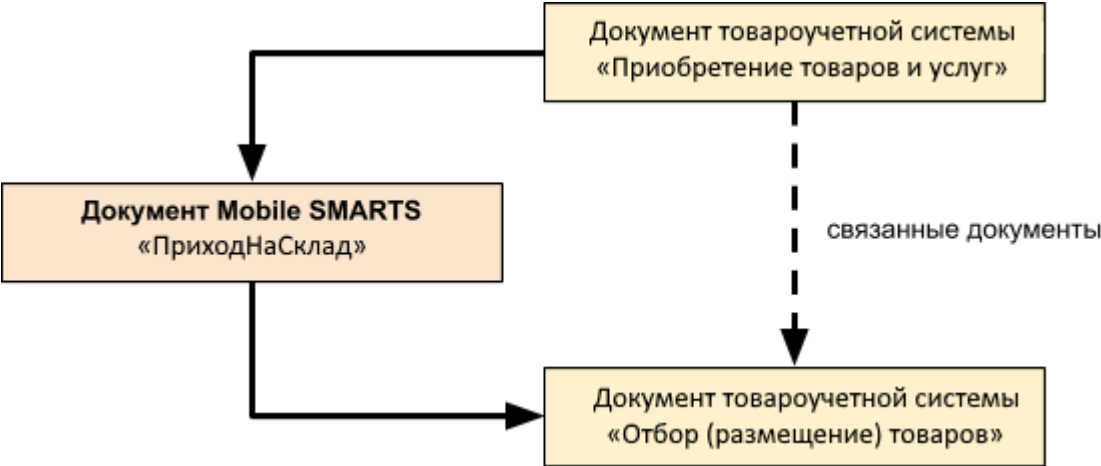 Документ товароучетной системы
«Приобретение товаров и услуг»
Документ Mobile SMARTS
«ПриходНаСклад»
связанные документы
Документ товароучетной системы
«Отбор (размещение) товаров»